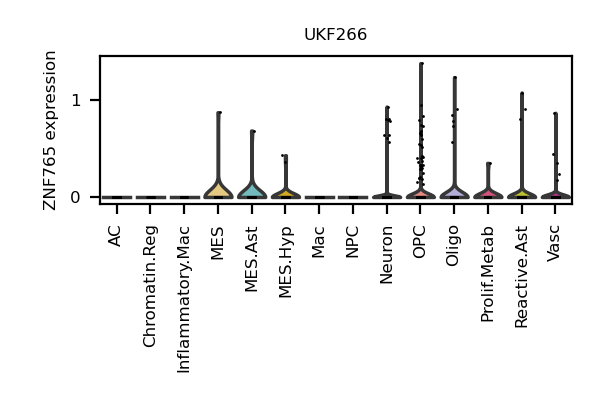 UKF266
ZNF765 expression
1
0
AC
Chromatin.Reg
Inflammatory.Mac
MES
MES.Ast
MES.Hyp
Mac
NPC
Neuron
OPC
Oligo
Prolif.Metab
Reactive.Ast
Vasc